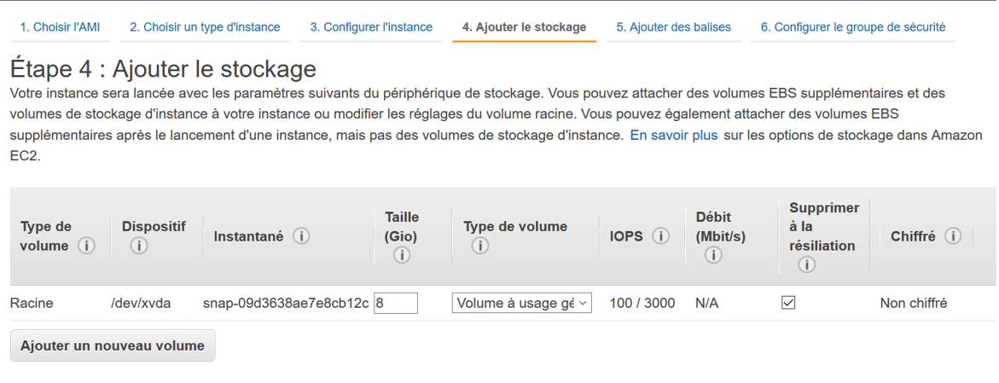 1. Choisir l'AMI 2. Choisir un type d'instance 3. Configurer l'instance 4. Ajouter le stockage 5. Ajouter des balises 6. Configurer le groupe de sécurité
Étape 4 : Ajouter le stockage
Votre instance sera lancée avec les paramètres suivants du périphérique de stockage. Vous pouvez attacher des volumes EBS supplémentaires et des
volumes de stockage d'instance à votre instance ou modifier les réglages du volume racine. Vous pouvez également attacher des volumes EBS
supplémentaires après le lancement d'une instance, mais pas des volumes de stockage d'instance. En savoir plus sur les options de stockage dans Amazon
EC2.
Type de
volume
Dispositif
Instantané
Taille
(Gio)
Type de volume
IOPS
Débit
(Mbit/s)
Supprimer
à la
résiliation
Chiffré
Racine /dev/xvda snap-09d3638ae7e8cb12c 8 Volume à usage gé 100 / 3000 N/A Non chiffré
Ajouter un nouveau volume